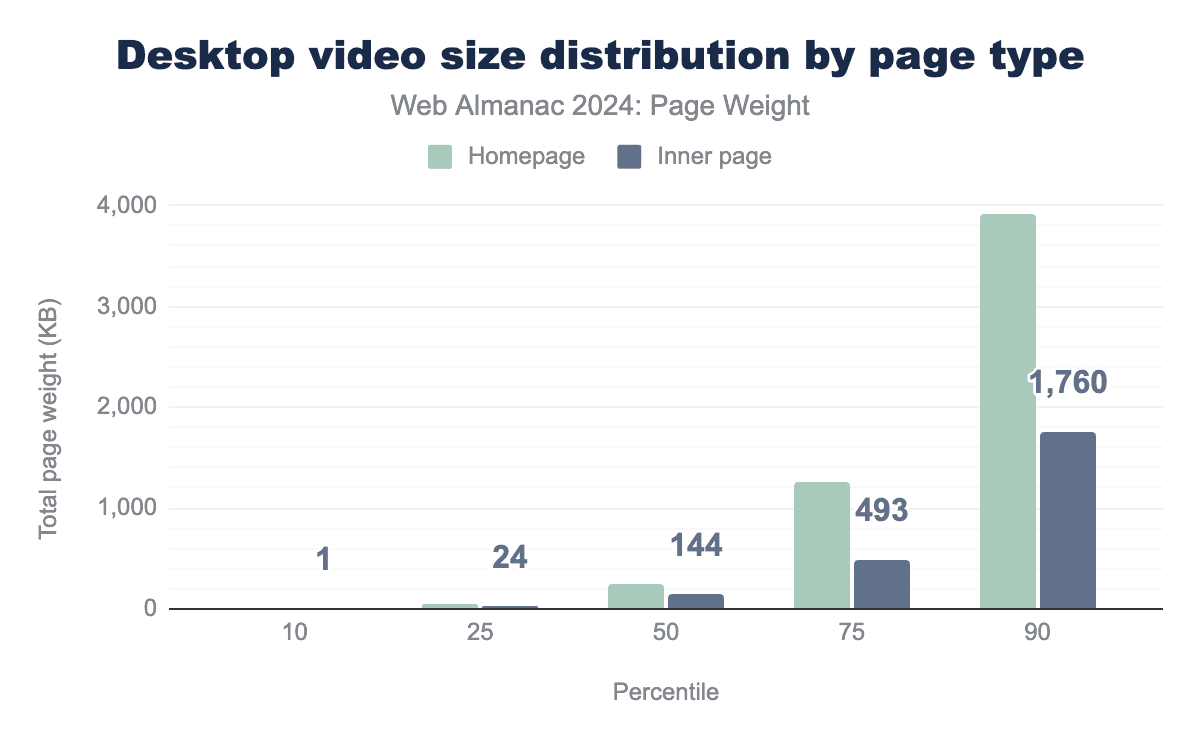 Desktop video size distribution by page type
Web Almanac 2024: Page Weight
Homepage Inner page
Total page weight (KB)
4,000
3,000
2,000
1,000
0
1
24
144
493
1,760
10 25 50 75 90
Percentile